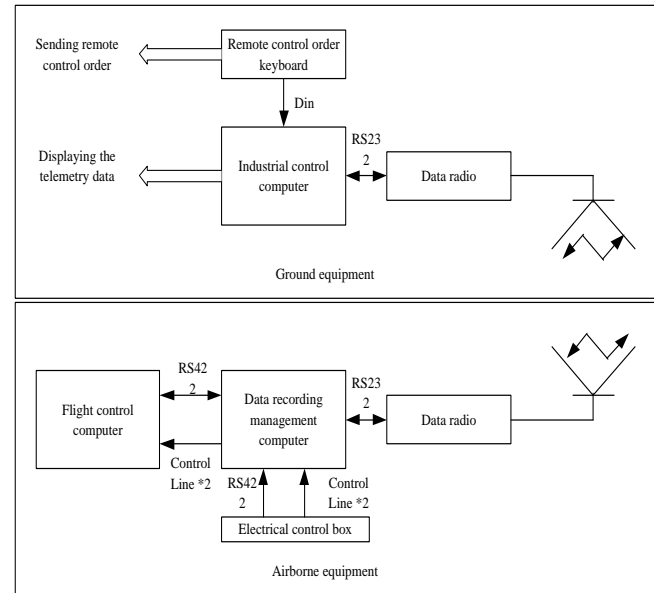 Sending remote
control order
Remote control order
keyboard
Din
Displaying the
telemetry data
Industrial control
computer
RS23
2
Data radio
Ground equipment
Flight control
computer
RS42
2
Data recording
management
computer
RS23
2
Data radio
Control
Line *2
RS42
2
Control
Line *2
Electrical control box
Airborne equipment